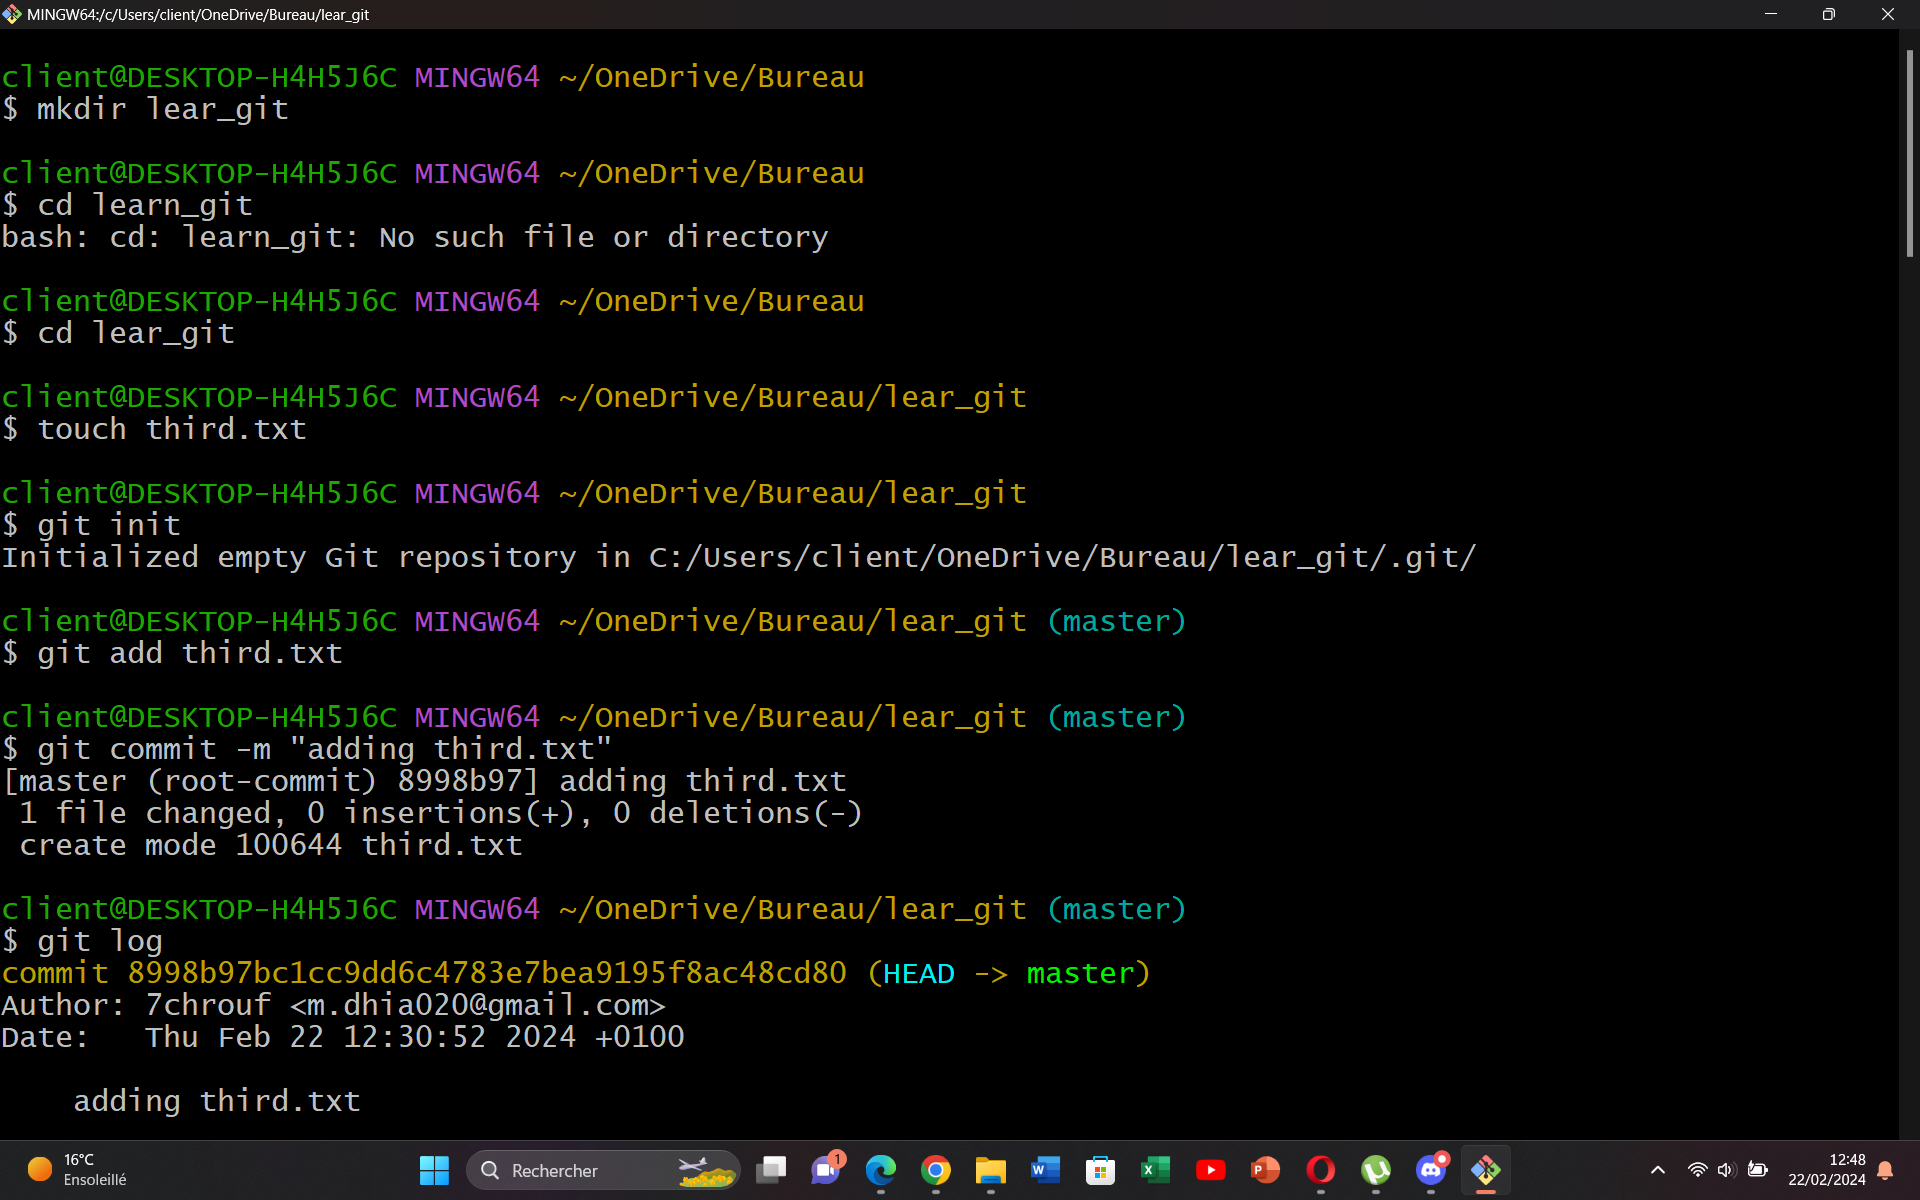 MINGW64:/c/Users/client/OneDrive/Bureau/lear_git
client@DESKTOP-H4H5J6C MINGW64 ~/OneDrive/Bureau
$ mkdir lear_git
client@DESKTOP-H4H5J6C MINGW64 ~/OneDrive/Bureau
$ cd learn_git
bash: cd: learn_git: No such file or directory
client@DESKTOP-H4H5J6C MINGW64 ~/OneDrive/Bureau
$ cd lear_git
client@DESKTOP-H4H5J6C MINGW64 ~/OneDrive/Bureau/lear_git
$ touch third.txt
client@DESKTOP-H4H5J6C MINGW64 ~/OneDrive/Bureau/lear_git
$ git init
Initialized empty Git repository in C:/Users/client/OneDrive/Bureau/lear_git/.git/
client@DESKTOP-H4H5J6C MINGW64 ~/OneDrive/Bureau/lear_git (master)
$ git add third.txt
client@DESKTOP-H4H5J6C MINGW64 ~/OneDrive/Bureau/lear_git (master)
$ git commit -m "adding third.txt"
[master (root-commit) 8998b97] adding third.txt
 1 file changed, 0 insertions(+), 0 deletions(-)
 create mode 100644 third.txt
client@DESKTOP-H4H5J6C MINGW64 ~/OneDrive/Bureau/lear_git (master)
$ git log
commit 8998b97bc1cc9dd6c4783e7bea9195f8ac48cd80 (HEAD -> master)
Author: 7chrouf <m.dhia020@gmail.com>
Date:   Thu Feb 22 12:30:52 2024 +0100
    adding third.txt
16°C
Ensoleillé
Rechercher
1
W
X
P
12:48
22/02/2024